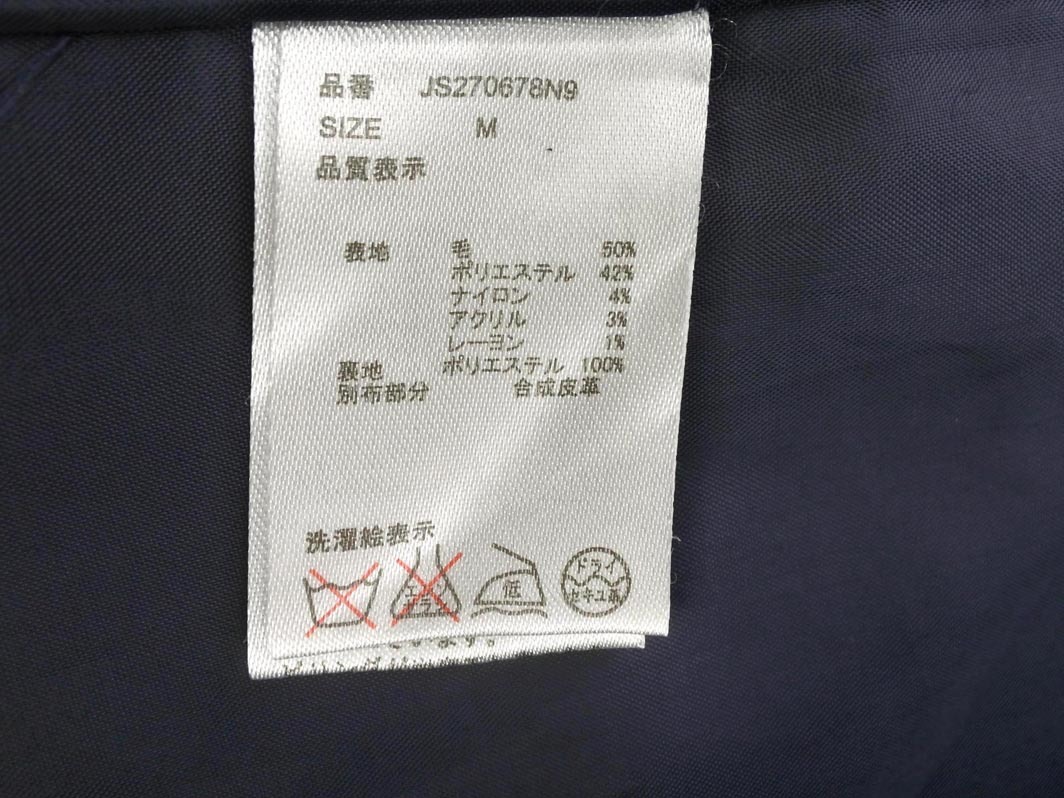 品番 JS270678N9
SIZE M
品質表示
表地 毛 50%
ポリエステル 42%
ナイロン 4%
アクリル 3%
レーヨン 1%
裏地 ポリエステル 100%
別布部分 合成皮革
洗濯絵表示
エンソサラシ
低
ドライ
セキユ系